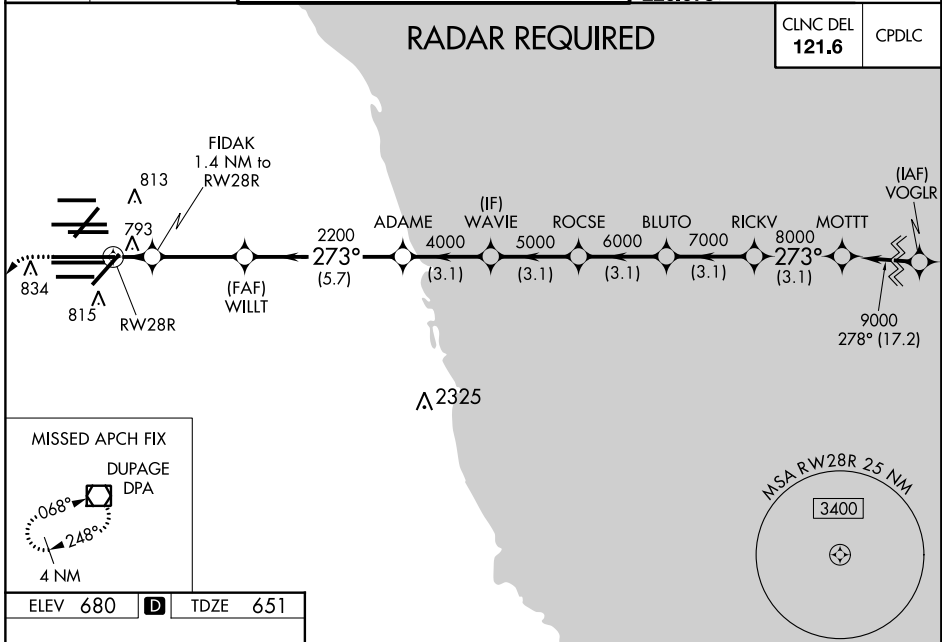 RADAR REQUIRED
CLNC DEL
121.6
CPDLC
FIDAK
1.4 NM to
RW28R
813
793
834
815
RW28R
(FAF)
WILLT
2200
273°
(5.7)
ADAME
4000
(3.1)
(IF)
WAVIE
5000
(3.1)
ROCSE
6000
(3.1)
BLUTO
7000
(3.1)
RICKV
8000
273°
(3.1)
MOTTT
(IAF)
VOGLR
9000
278° (17.2)
2325
MISSED APCH FIX
DUPAGE
DPA
068°
248°
4 NM
MSA RW28R 25 NM
3400
ELEV 680 D TDZE 651